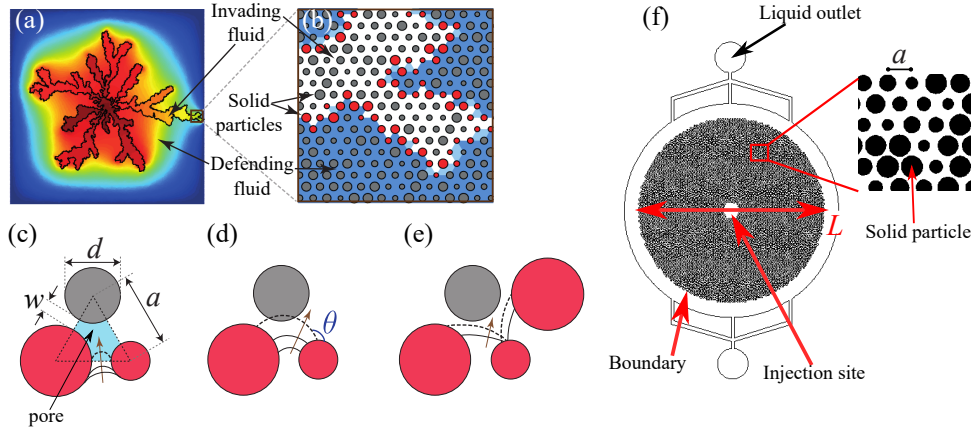 (a)
Invading
fluid
(b)
Solid
particles
Defending
fluid
(c)
d
w
a
pore
(d)
θ
(e)
(f)
Liquid outlet
a
L
Solid particle
Boundary
Injection site